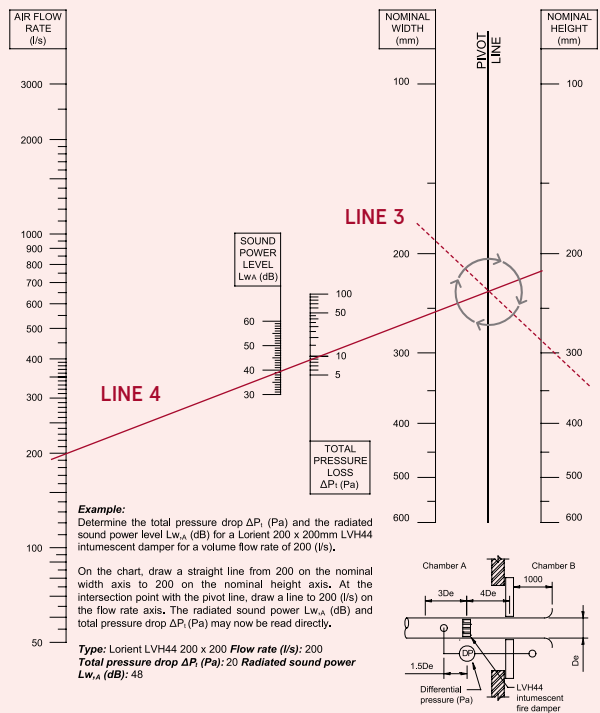 AIR FLOW
RATE
(l/s)
3000
2000
1000
900
800
700
600
500
400
300
200
100
50
SOUND
POWER
LEVEL
LWA (dB)
60
50
40
30
100
50
10
5
TOTAL
PRESSURE
LOSS
ΔPt (Pa)
NOMINAL
WIDTH
(mm)
100
200
300
400
500
600
PIVOT
LINE
NOMINAL
HEIGHT
(mm)
100
200
300
400
500
600
LINE 3
LINE 4
Example:
Determine the total pressure drop ΔPt (Pa) and the radiated
sound power level Lw,A (dB) for a Lorient 200 x 200mm LVH44
intumescent damper for a volume flow rate of 200 (l/s).
On the chart, draw a straight line from 200 on the nominal
width axis to 200 on the nominal height axis. At the
intersection point with the pivot line, draw a line to 200 (l/s) on
the flow rate axis. The radiated sound power Lw,A (dB) and
total pressure drop ΔPt (Pa) may now be read directly.
Type: Lorient LVH44 200 x 200 Flow rate (l/s): 200
Total pressure drop ΔPt (Pa): 20 Radiated sound power
Lw,A (dB): 48
Chamber A
Chamber B
1000
3De
4De
De
DP
1.5De
Differential
pressure (Pa)
LVH44
intumescent
fire damper